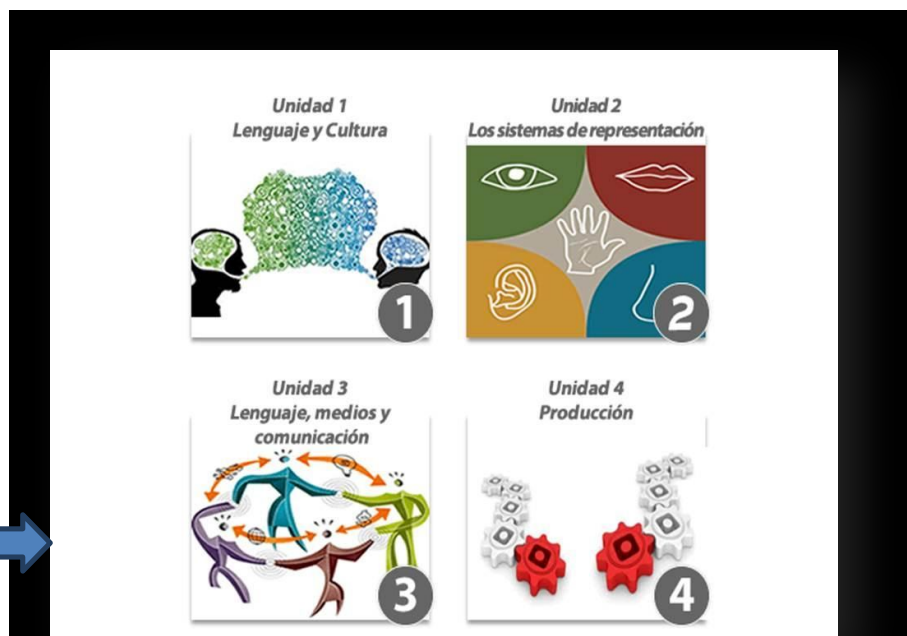 Unidad 1
Lenguaje y Cultura
1
Unidad 2
Los sistemas de representación
2
Unidad 3
Lenguaje, medios y
comunicación
3
Unidad 4
Producción
4